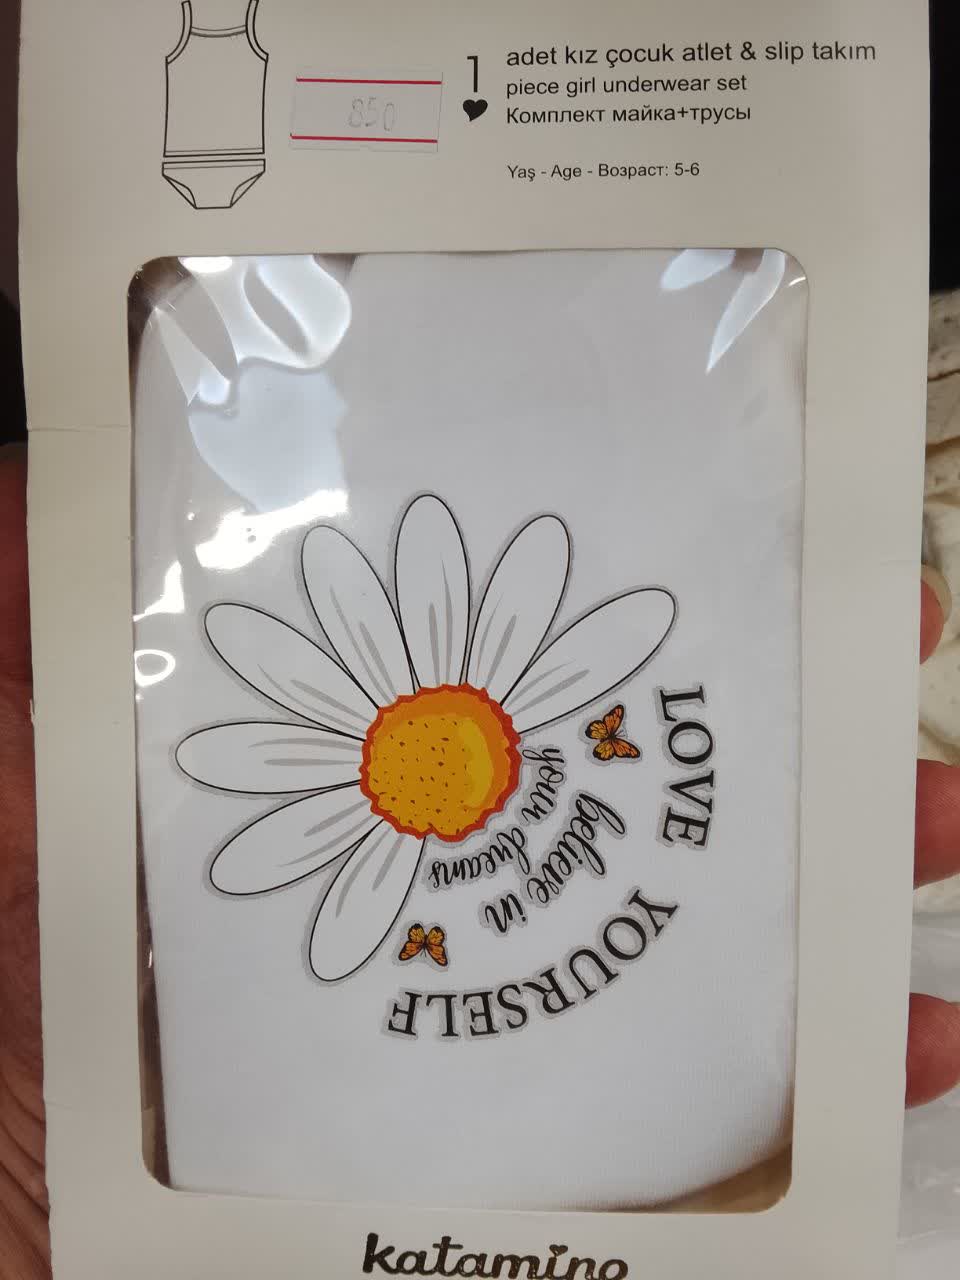 1 adet kız çocuk atlet & slip takım
piece girl underwear set
Комплект майка+трусы
Yaş - Age - Возраст: 5-6
850
LOVE YOURSELF
believe in
your dreams
katamino